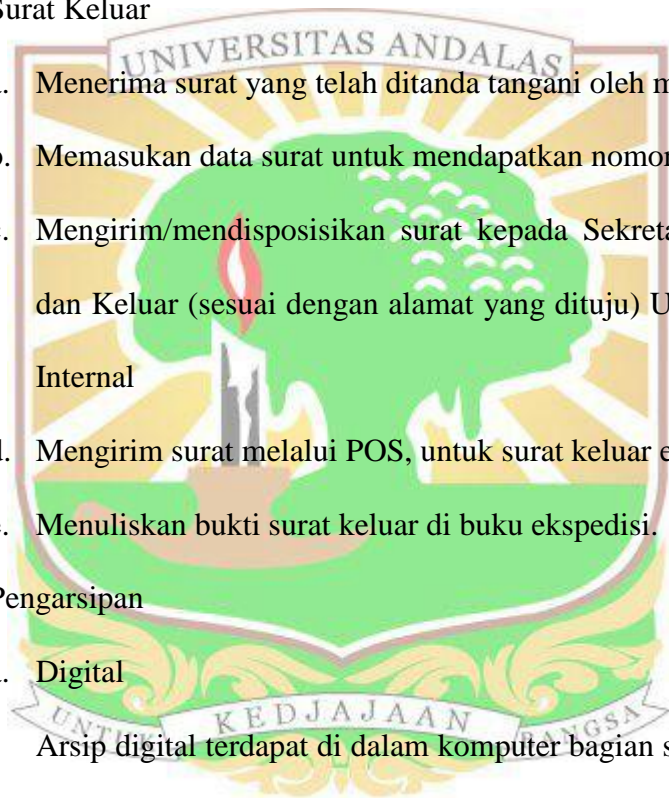 Surat Keluar
UNIVERSITAS ANDALAS
Menerima surat yang telah ditanda tangani oleh
Memasukan data surat untuk mendapatkan nomor
Mengirim/mendisposisikan surat kepada
dan Keluar (sesuai dengan alamat yang dituju)
Internal
d. Mengirim surat melalui POS, untuk surat keluar
Menuliskan bukti surat keluar di buku ekspedisi.
Pengarsipan
Digital
UNTUK KEDJAJAAN BANGSA
Arsip digital terdapat di dalam komputer bagian